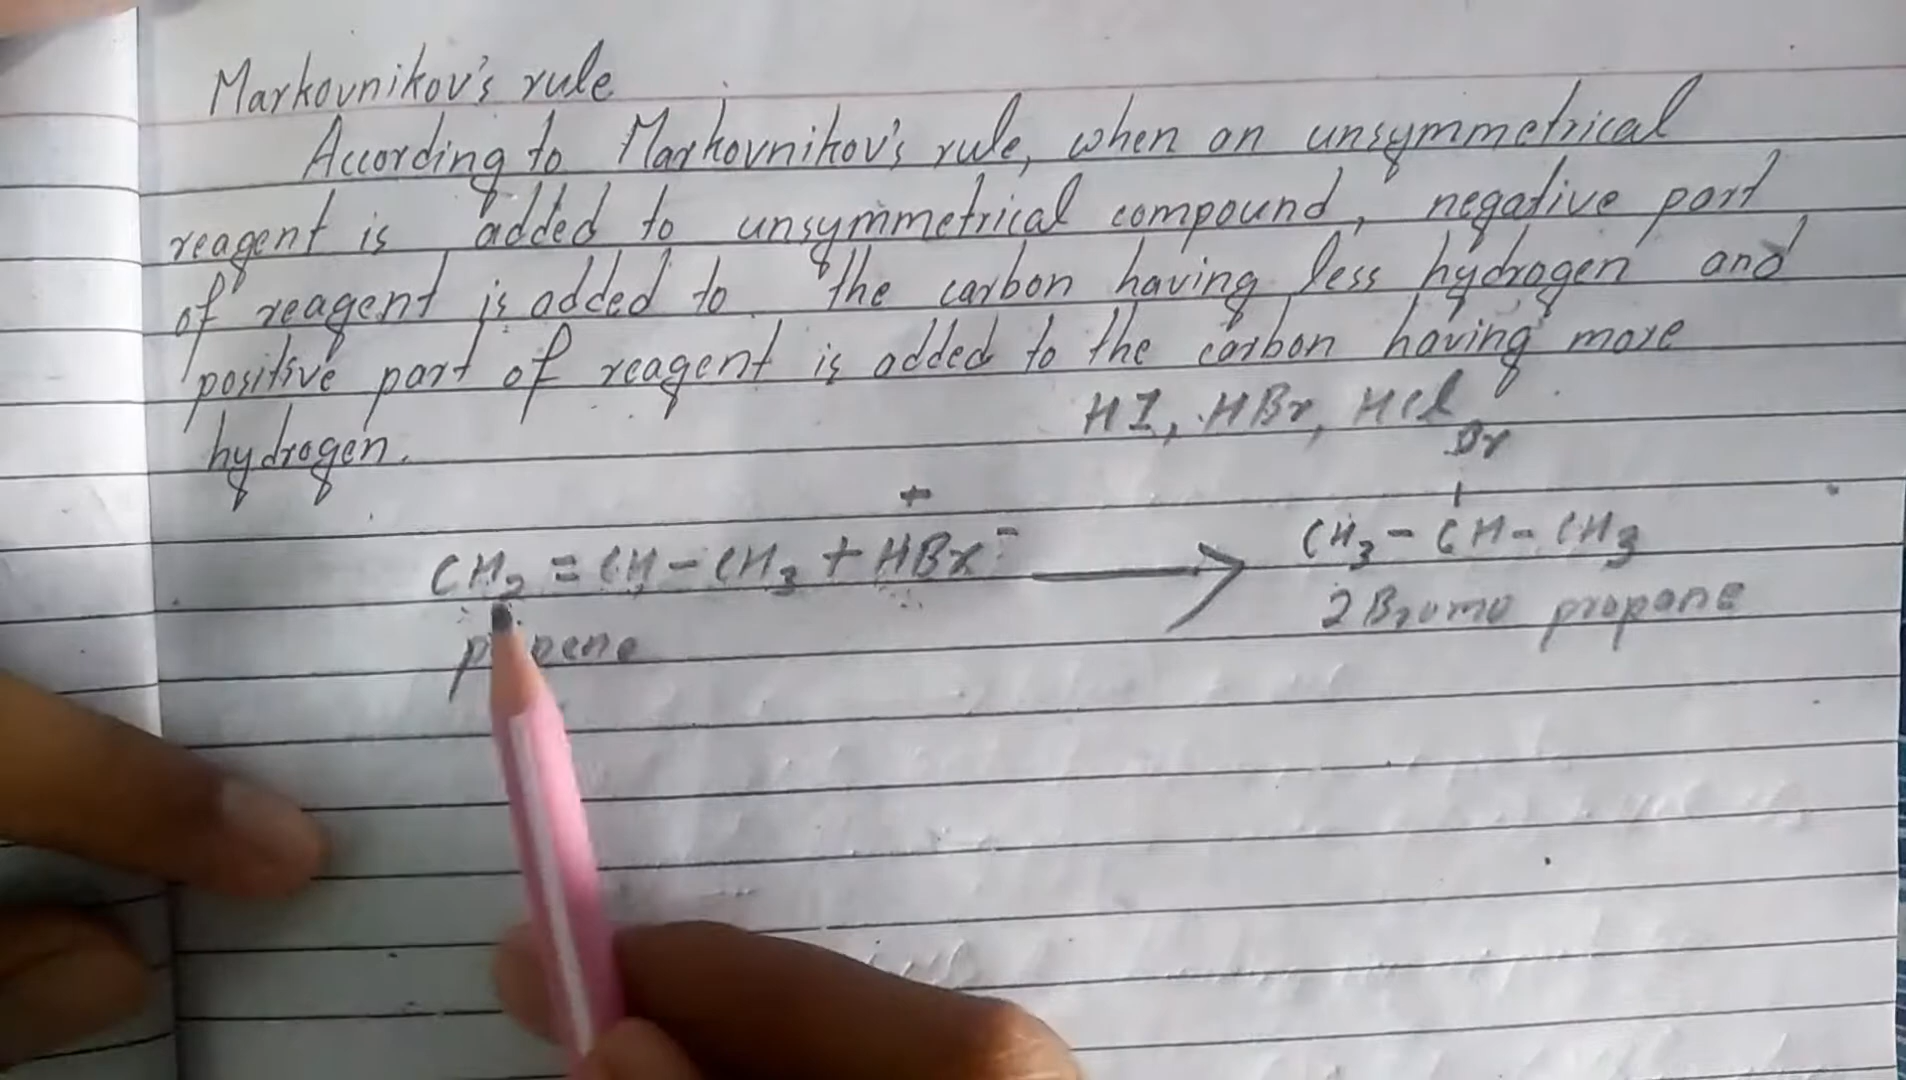 Markovnikov's rule
According to Markovnikov's rule, when an unsymmetrical
reagent is added to unsymmetrical compound, negative part
of reagent is added to the carbon having less hydrogen and
positive part of reagent is added to the carbon having more
hydrogen.
HI, HBr, HCl
Br
+
CH₂ = CH - CH₃ + HBr⁻ → CH₃ - CH - CH₃
propene
2 Bromo propane